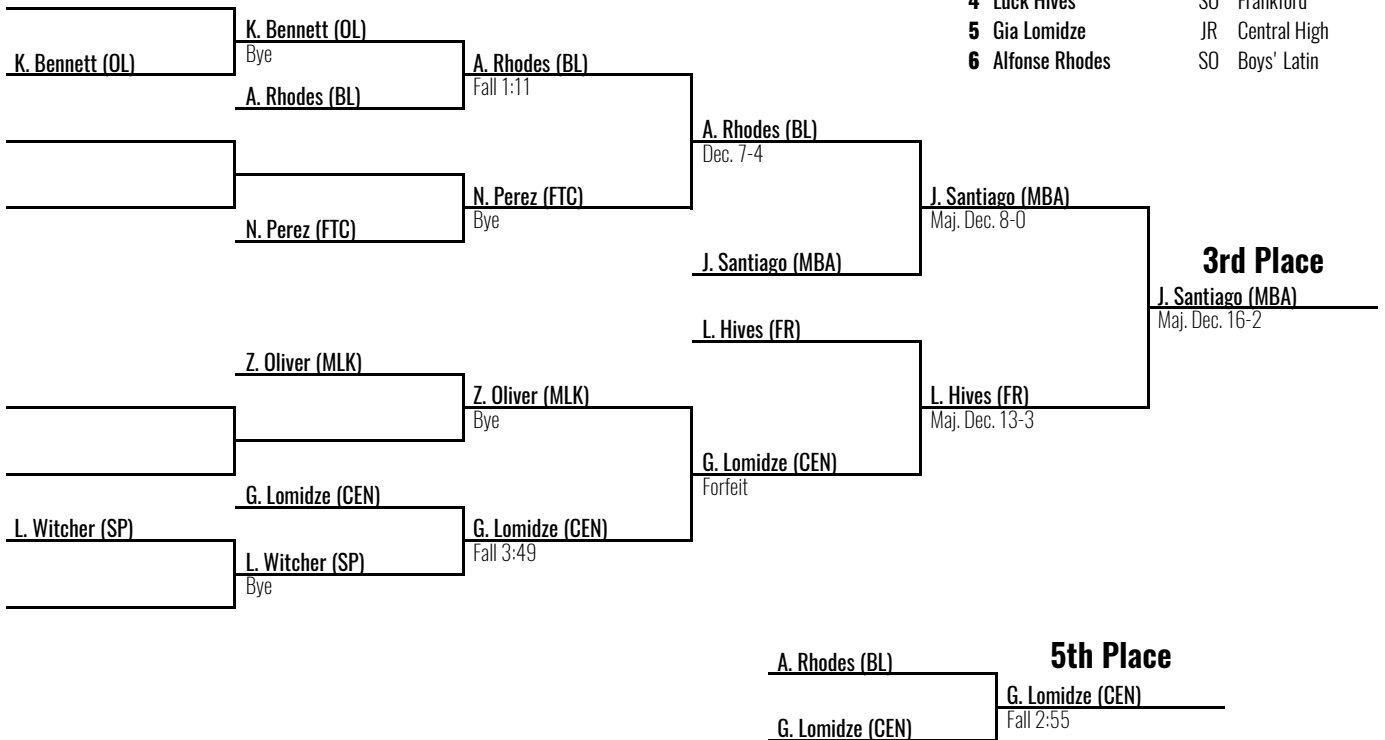 4 Luck Hives SO Frankford
K. Bennett (OL)
5 Gia Lomidze JR Central High
Bye
K. Bennett (OL)
A. Rhodes (BL)
6 Alfonse Rhodes SO Boys' Latin
Fall 1:11
A. Rhodes (BL)
A. Rhodes (BL)
Dec. 7-4
N. Perez (FTC)
J. Santiago (MBA)
Bye
Maj. Dec. 8-0
N. Perez (FTC)
J. Santiago (MBA)
3rd Place
J. Santiago (MBA)
Maj. Dec. 16-2
L. Hives (FR)
Z. Oliver (MLK)
Z. Oliver (MLK)
L. Hives (FR)
Bye
Maj. Dec. 13-3
G. Lomidze (CEN)
Forfeit
G. Lomidze (CEN)
L. Witcher (SP)
G. Lomidze (CEN)
Fall 3:49
L. Witcher (SP)
Bye
A. Rhodes (BL)
5th Place
G. Lomidze (CEN)
Fall 2:55
G. Lomidze (CEN)